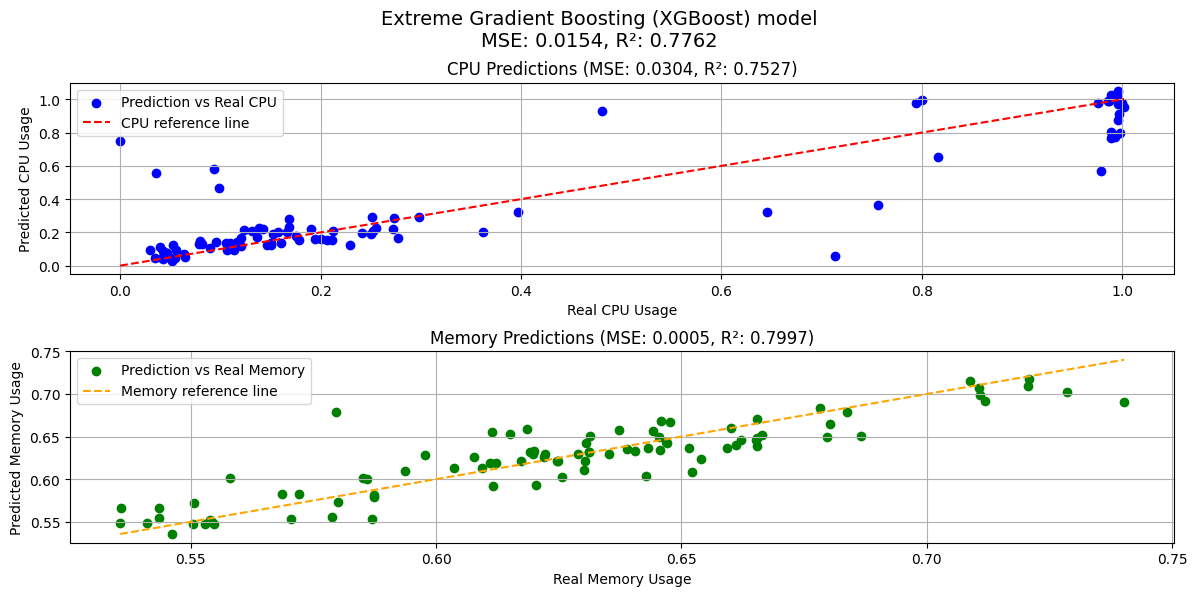 Extreme Gradient Boosting (XGBoost) model
MSE: 0.0154, R²: 0.7762
CPU Predictions (MSE: 0.0304, R²: 0.7527)
Prediction vs Real CPU
CPU reference line
Predicted CPU Usage
1.0
0.8
0.6
0.4
0.2
0.0
0.0 0.2 0.4 0.6 0.8 1.0
Real CPU Usage
Memory Predictions (MSE: 0.0005, R²: 0.7997)
Prediction vs Real Memory
Memory reference line
Predicted Memory Usage
0.75
0.70
0.65
0.60
0.55
0.55 0.60 0.65 0.70 0.75
Real Memory Usage